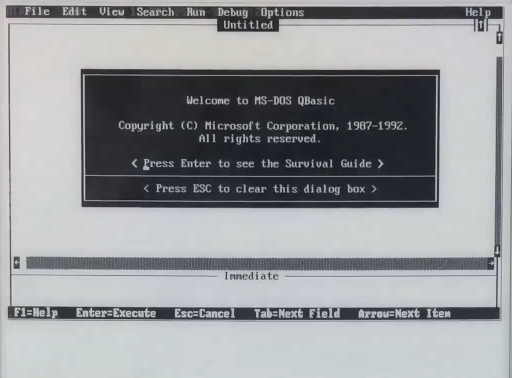 File Edit View Search Run Debug Options Help
Untitled
Welcome to MS-DOS QBasic
Copyright (C) Microsoft Corporation, 1987-1992.
All rights reserved.
< Press Enter to see the Survival Guide >
< Press ESC to clear this dialog box >
Immediate
F1=Help Enter=Execute Esc=Cancel Tab=Next Field Arrow=Next Item